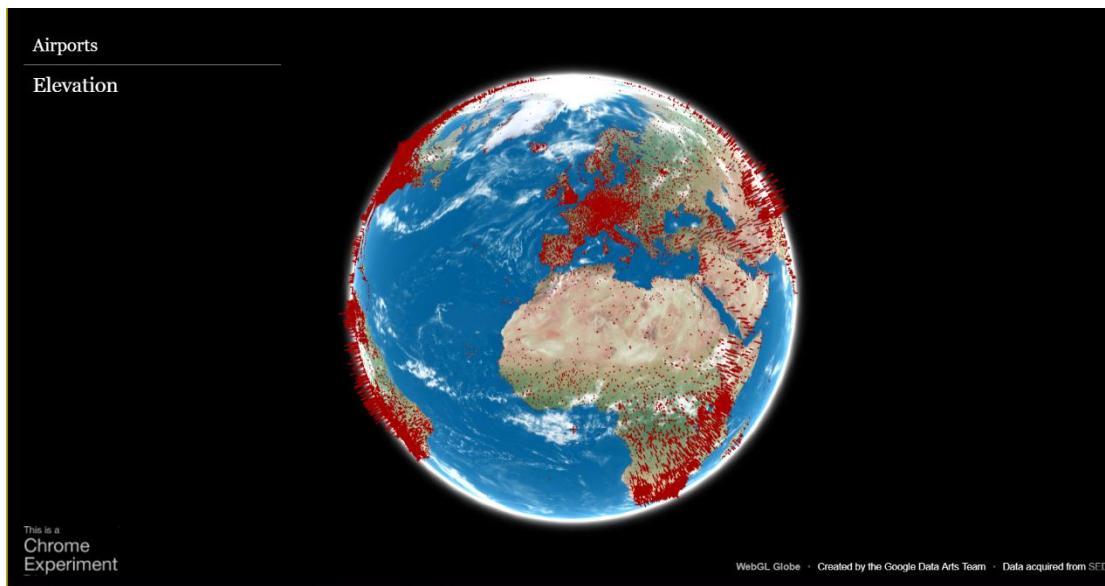 Airports
Elevation
This is a
Chrome
Experiment
WebGL Globe · Created by the Google Data Arts Team · Data acquired from